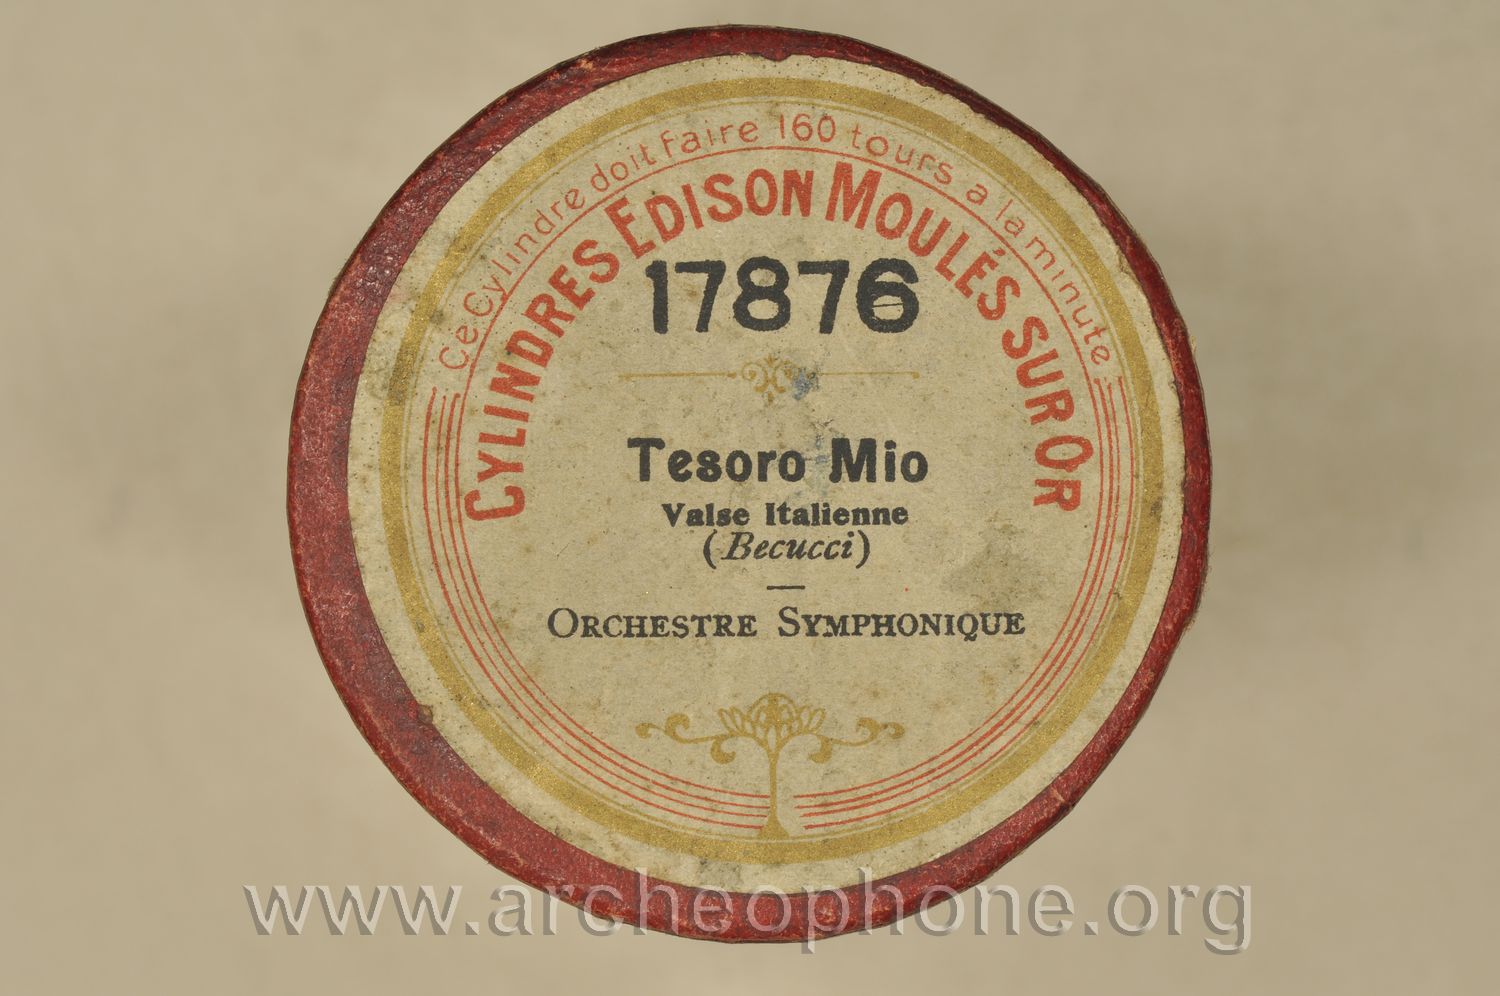 Ce Cylindre doit faire 160 tours a la minute
CYLINDRES EDISON MOULÉS SUR OR
17876
Tesoro Mio
Valse Italienne
(Becucci)
ORCHESTRE SYMPHONIQUE
www.archeophone.org